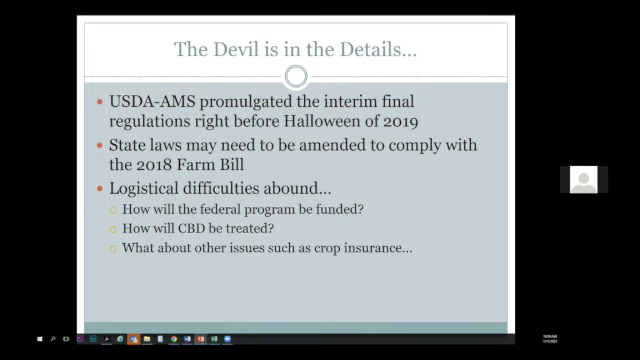 The Devil is in the Details…
USDA-AMS promulgated the interim final
regulations right before Halloween of 2019
State laws may need to be amended to comply with
the 2018 Farm Bill
Logistical difficulties abound…
How will the federal program be funded?
How will CBD be treated?
What about other issues such as crop insurance…